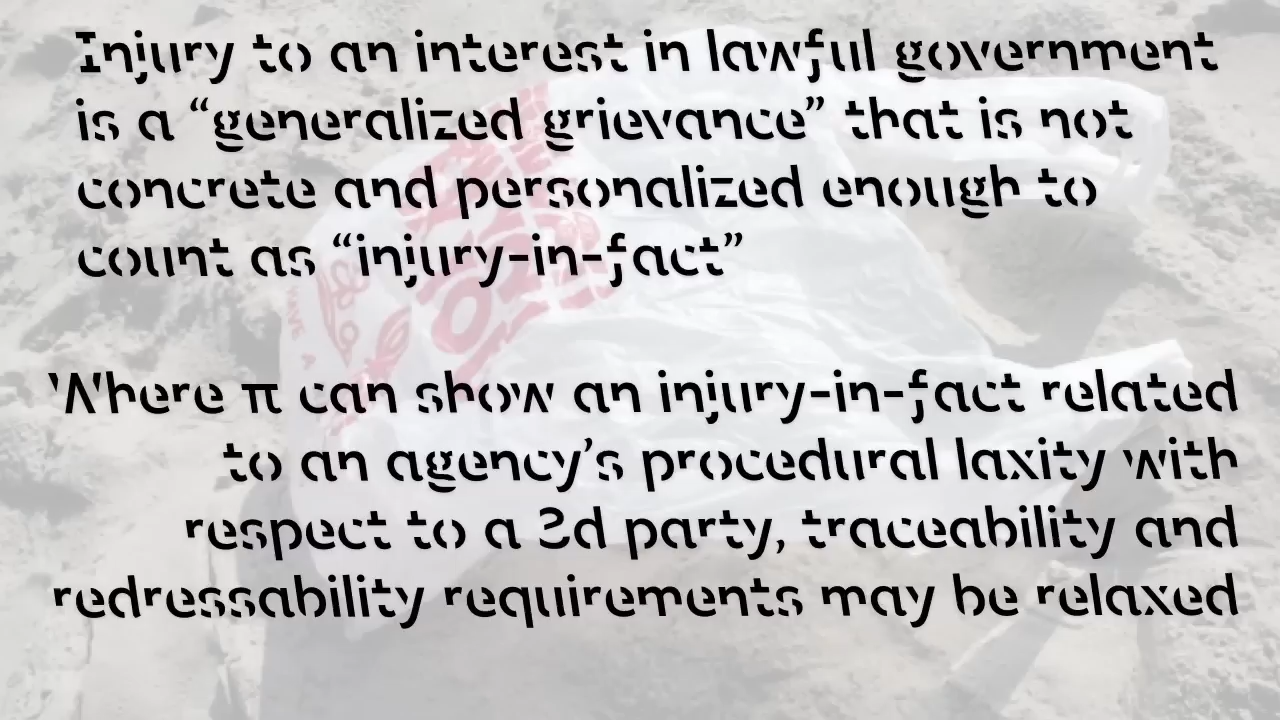 Injury to an interest in lawful government
is a “generalized grievance” that is not
concrete and personalized enough to
count as “injury-in-fact”
Where π can show an injury-in-fact related
to an agency’s procedural laxity with
respect to a 3d party, traceability and
redressability requirements may be relaxed
HAVE A